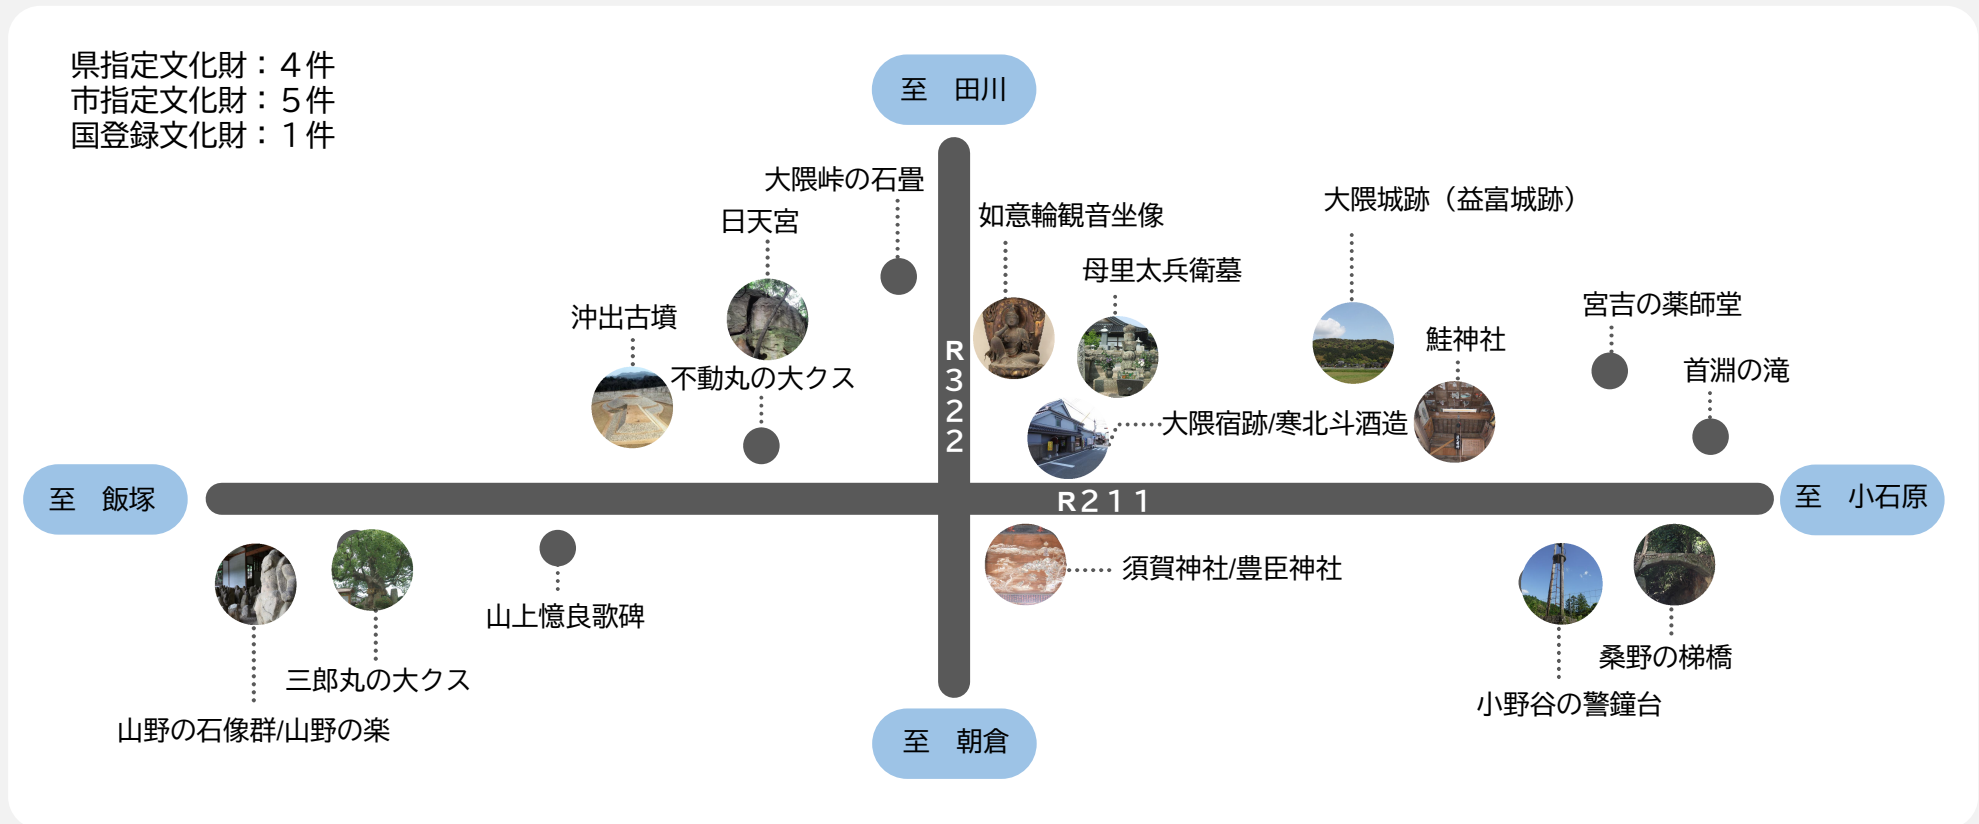 県指定文化財：４件
市指定文化財：５件
国登録文化財：１件
至　田川
大隈峠の石畳
日天宮
如意輪観音坐像
大隈城跡（益富城跡）
母里太兵衛墓
沖出古墳
宮吉の薬師堂
鮭神社
不動丸の大クス
首淵の滝
R322
大隈宿跡/寒北斗酒造
至　飯塚
R211
至　小石原
須賀神社/豊臣神社
山上憶良歌碑
三郎丸の大クス
桑野の梯橋
山野の石像群/山野の楽
小野谷の警鐘台
至　朝倉